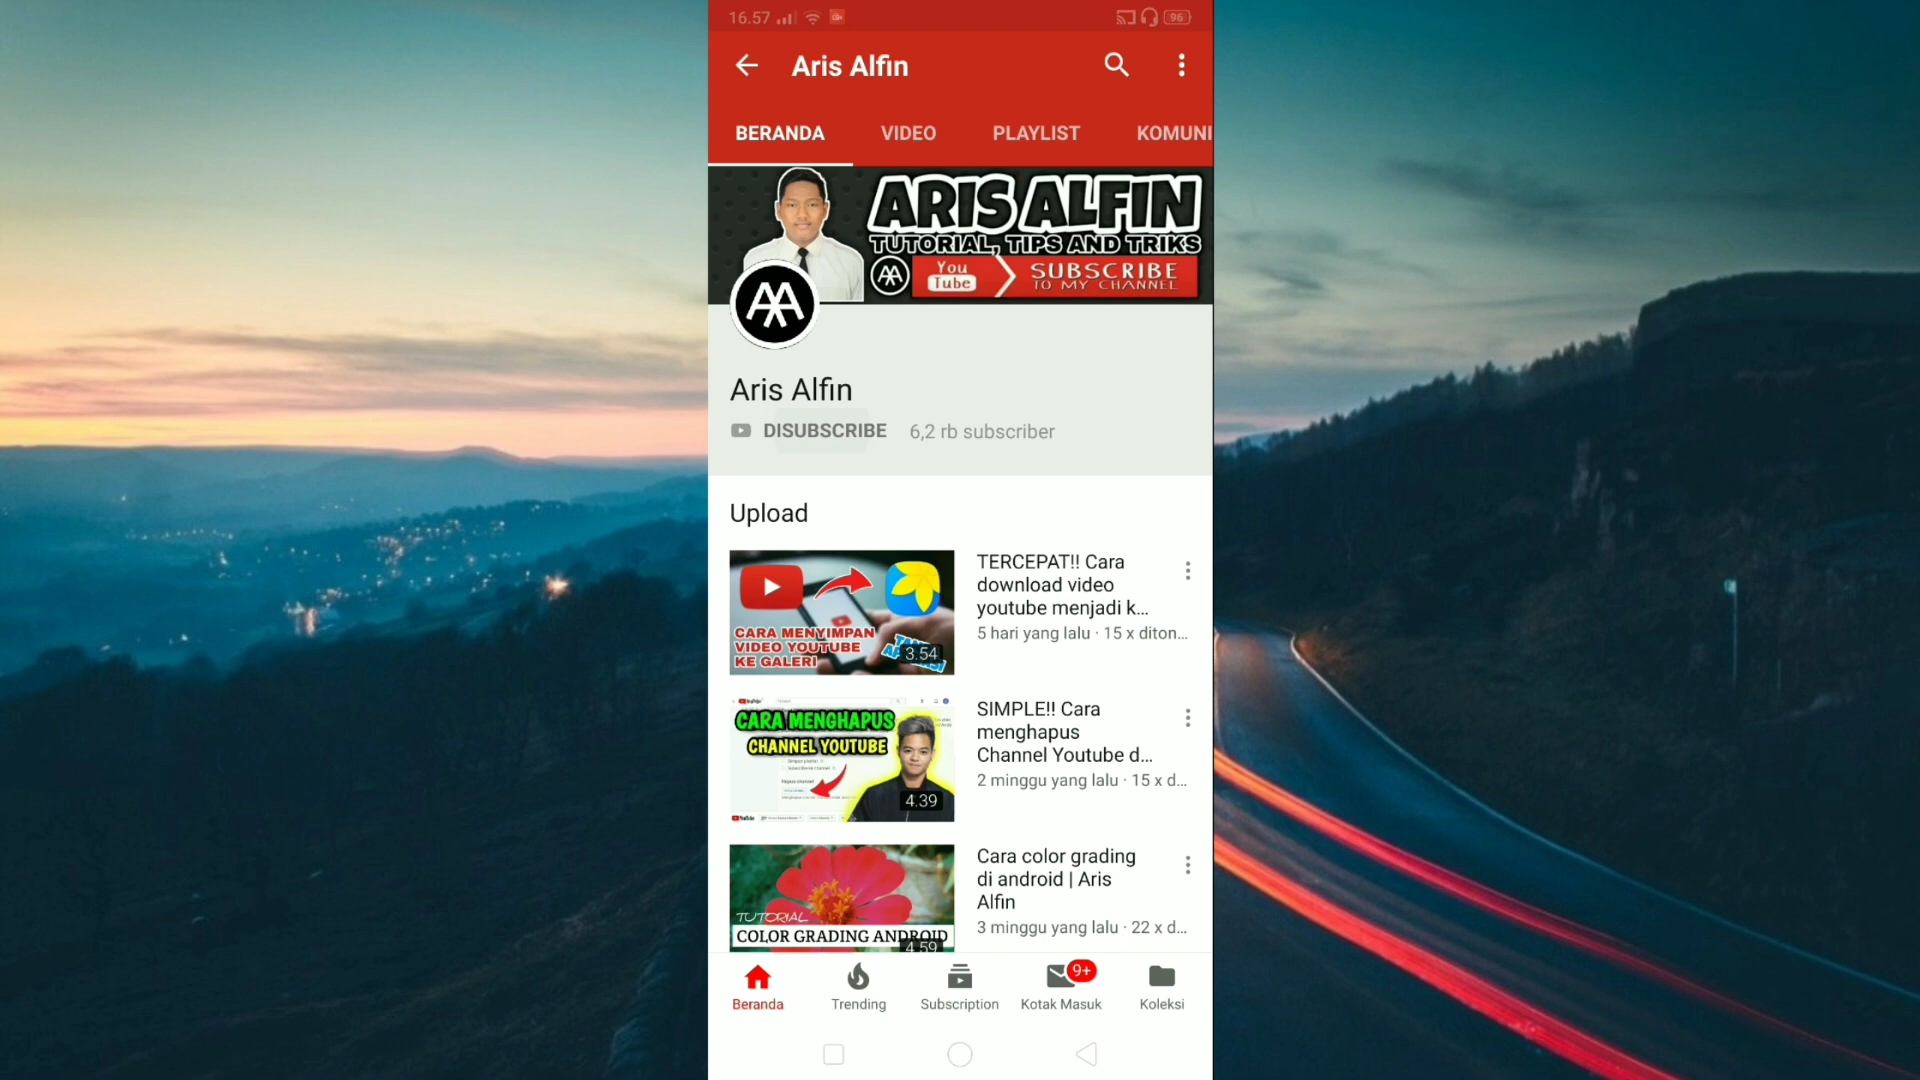 16.57
96
Aris Alfin
BERANDA VIDEO PLAYLIST KOMUNI
ARIS ALFIN
TUTORIAL, TIPS AND TRIKS
You
Tube
SUBSCRIBE
TO MY CHANNEL
Aris Alfin
DISUBSCRIBE 6,2 rb subscriber
Upload
CARA MENYIMPAN
VIDEO YOUTUBE
KE GALERI
3.54
TERCEPAT!! Cara
download video
youtube menjadi k...
5 hari yang lalu · 15 x diton...
CARA MENGHAPUS
CHANNEL YOUTUBE
4.39
SIMPLE!! Cara
menghapus
Channel Youtube d...
2 minggu yang lalu · 15 x d...
TUTORIAL
COLOR GRADING ANDROID
4.59
Cara color grading
di android | Aris
Alfin
3 minggu yang lalu · 22 x d...
9+
Beranda Trending Subscription Kotak Masuk Koleksi